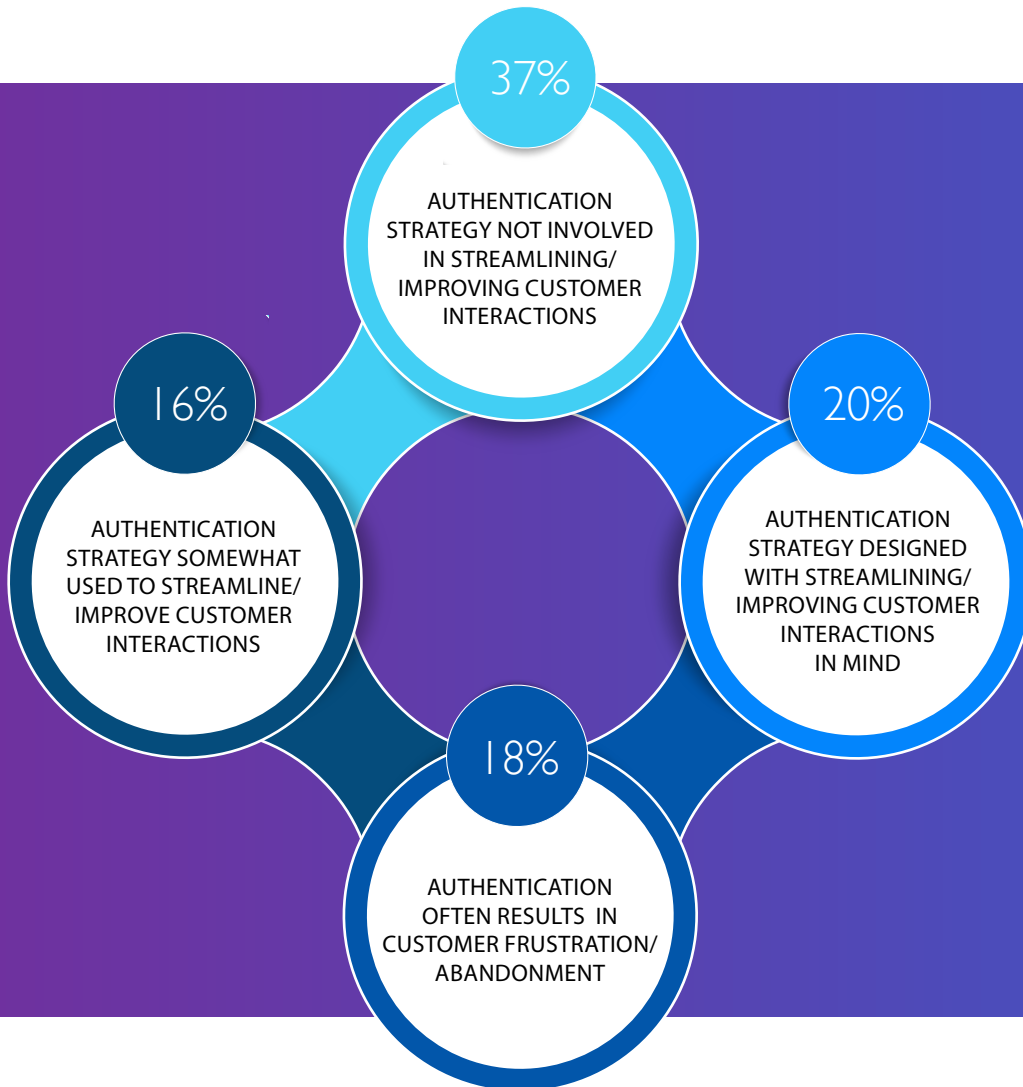 37%
AUTHENTICATION
STRATEGY NOT INVOLVED
IN STREAMLINING/
IMPROVING CUSTOMER
INTERACTIONS
16%
AUTHENTICATION
STRATEGY SOMEWHAT
USED TO STREAMLINE/
IMPROVE CUSTOMER
INTERACTIONS
20%
AUTHENTICATION
STRATEGY DESIGNED
WITH STREAMLINING/
IMPROVING CUSTOMER
INTERACTIONS
IN MIND
18%
AUTHENTICATION
OFTEN RESULTS IN
CUSTOMER FRUSTRATION/
ABANDONMENT